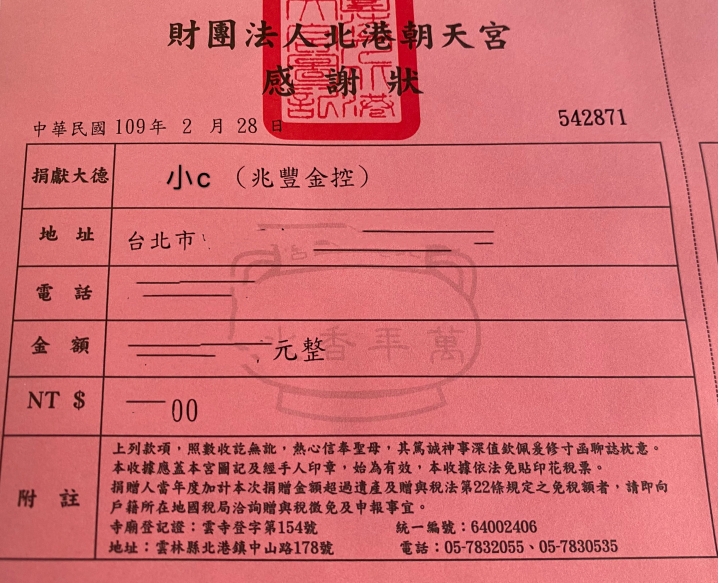 財團法人北港朝天宮
感謝狀
中華民國 109年 2 月 28 日
542871
捐獻大德 小c （兆豐金控）
地址 台北市
電話
金額 元整
NT $ 00
萬年香火
附註
上列款項，照數收訖無訛，熱心信奉聖母，其篤誠神事深值欽佩爰修寸函聊誌忱意。
本收據應蓋本宮圖記及經手人印章，始為有效，本收據依法免貼印花稅票。
捐贈人當年度加計本次捐贈金額超過遺產及贈與稅法第22條規定之免稅額者，請即向
戶籍所在地國稅局洽詢贈與稅徵免及申報事宜。
寺廟登記證：雲寺登字第154號 統一編號：64002406
地址：雲林縣北港鎮中山路178號 電話：05-7832055、05-7830535